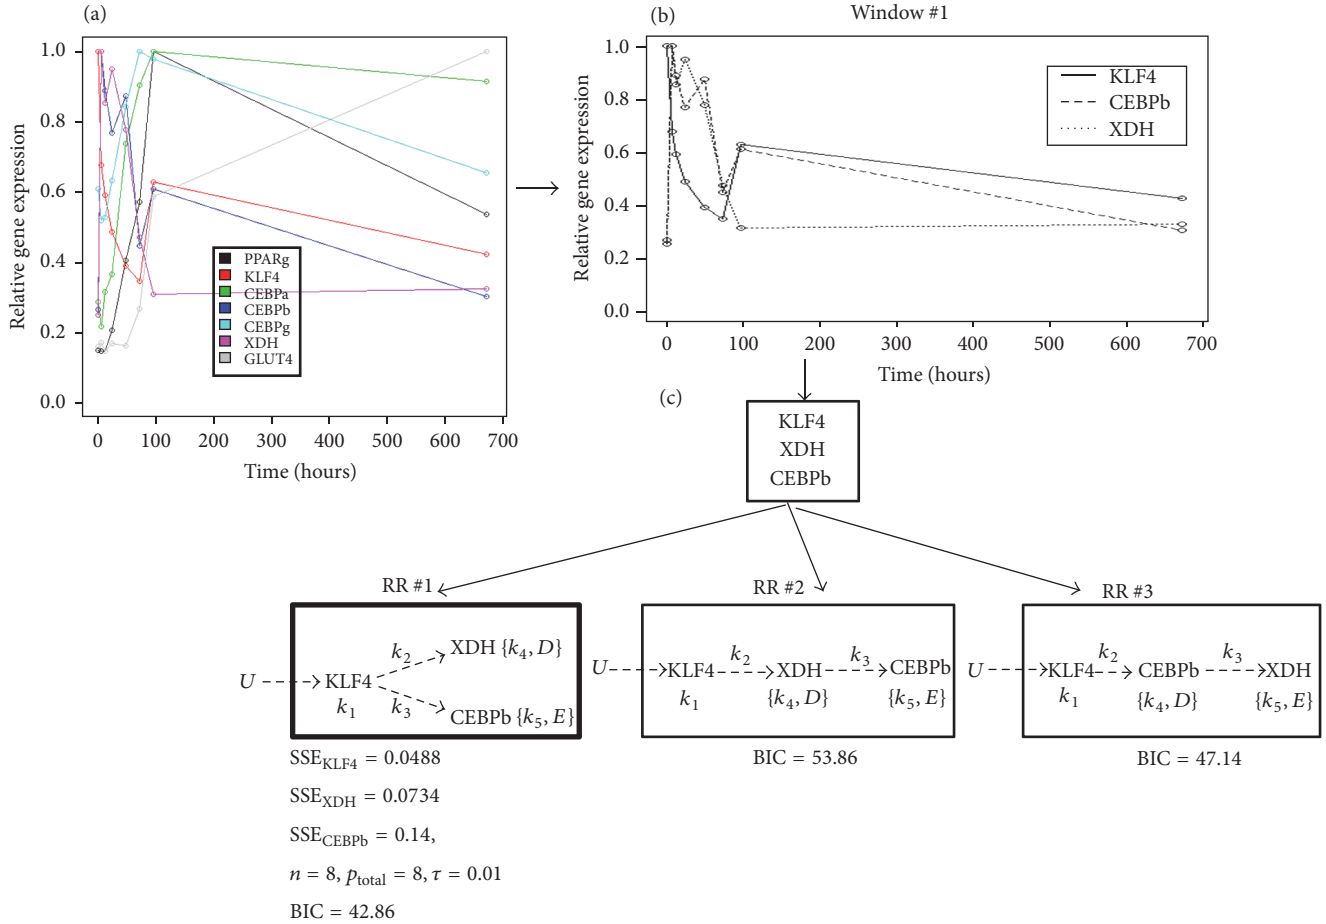 (a)
1.0
0.8
0.6
0.4
0.2
0.0
Relative gene expression
PPARg
KLF4
CEBPa
CEBPb
CEBPg
XDH
GLUT4
0 100 200 300 400 500 600 700
Time (hours)
(b)
Window #1
1.0
0.8
0.6
0.4
0.2
0.0
Relative gene expression
KLF4
CEBPb
XDH
0 100 200 300 400 500 600 700
Time (hours)
(c)
KLF4
XDH
CEBPb
RR #1
U
KLF4
k1
k2
k3
XDH {k4, D}
CEBPb {k5, E}
SSE_KLF4 = 0.0488
SSE_XDH = 0.0734
SSE_CEBPb = 0.14,
n = 8, p_total = 8, τ = 0.01
BIC = 42.86
RR #2
U
KLF4 k2 XDH k3 CEBPb
k1 {k4, D} {k5, E}
BIC = 53.86
RR #3
U
KLF4 k2 CEBPb k3 XDH
k1 {k4, D} {k5, E}
BIC = 47.14